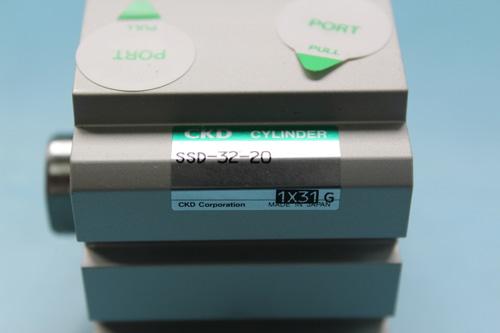 PULL
PORT
PORT
PULL
CKD CYLINDER
SSD-32-20
1X31 G
CKD Corporation MADE IN JAPAN